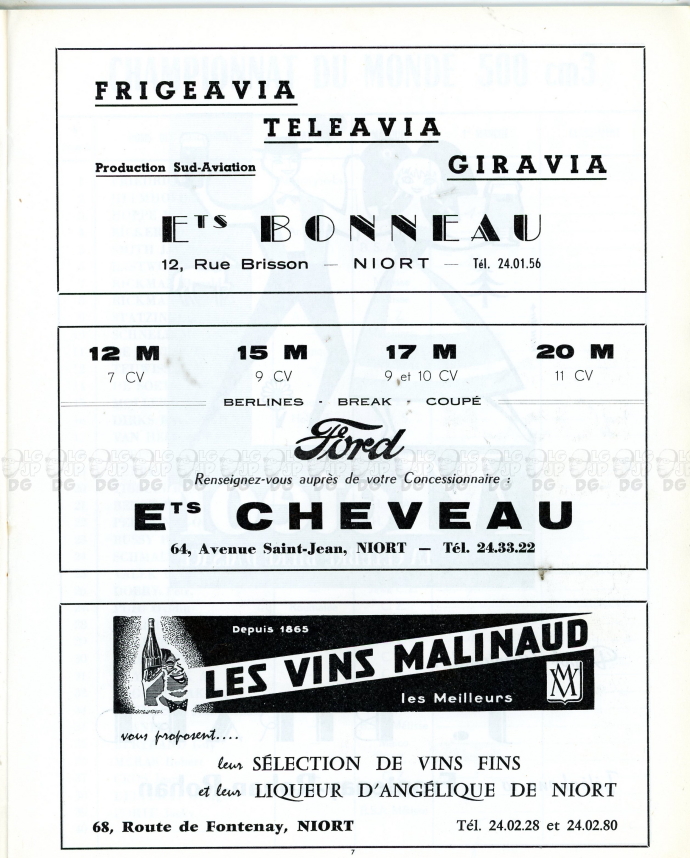 FRIGEAVIA
TELEAVIA
Production Sud-Aviation GIRAVIA
ETS BONNEAU
12, Rue Brisson — NIORT — Tél. 24.01.56
12 M 15 M 17 M 20 M
7 CV 9 CV 9 et 10 CV 11 CV
BERLINES - BREAK - COUPÉ
Ford
Renseignez-vous auprès de votre Concessionnaire :
ETS CHEVEAU
64, Avenue Saint-Jean, NIORT — Tél. 24.33.22
Depuis 1865
LES VINS MALINAUD
les Meilleurs
vous proposent....
leur SÉLECTION DE VINS FINS
et leur LIQUEUR D'ANGÉLIQUE DE NIORT
68, Route de Fontenay, NIORT Tél. 24.02.28 et 24.02.80
7